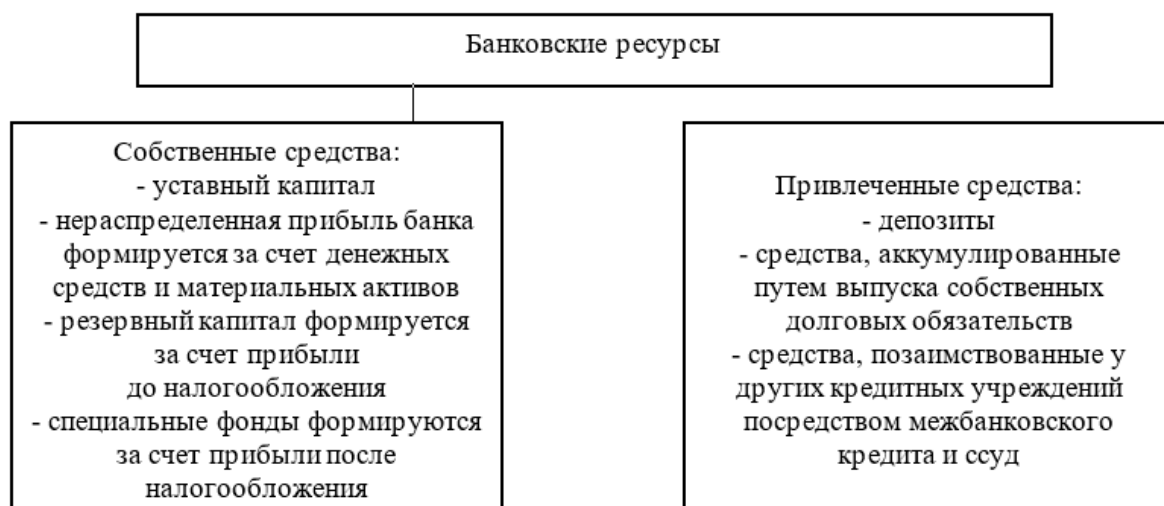 Банковские ресурсы
Собственные средства:
- уставный капитал
- нераспределенная прибыль банка
формируется за счет денежных
средств и материальных активов
- резервный капитал формируется
за счет прибыли
до налогообложения
- специальные фонды формируются
за счет прибыли после
налогообложения
Привлеченные средства:
- депозиты
- средства, аккумулированные
путем выпуска собственных
долговых обязательств
- средства, позаимствованные у
других кредитных учреждений
посредством межбанковского
кредита и ссуд